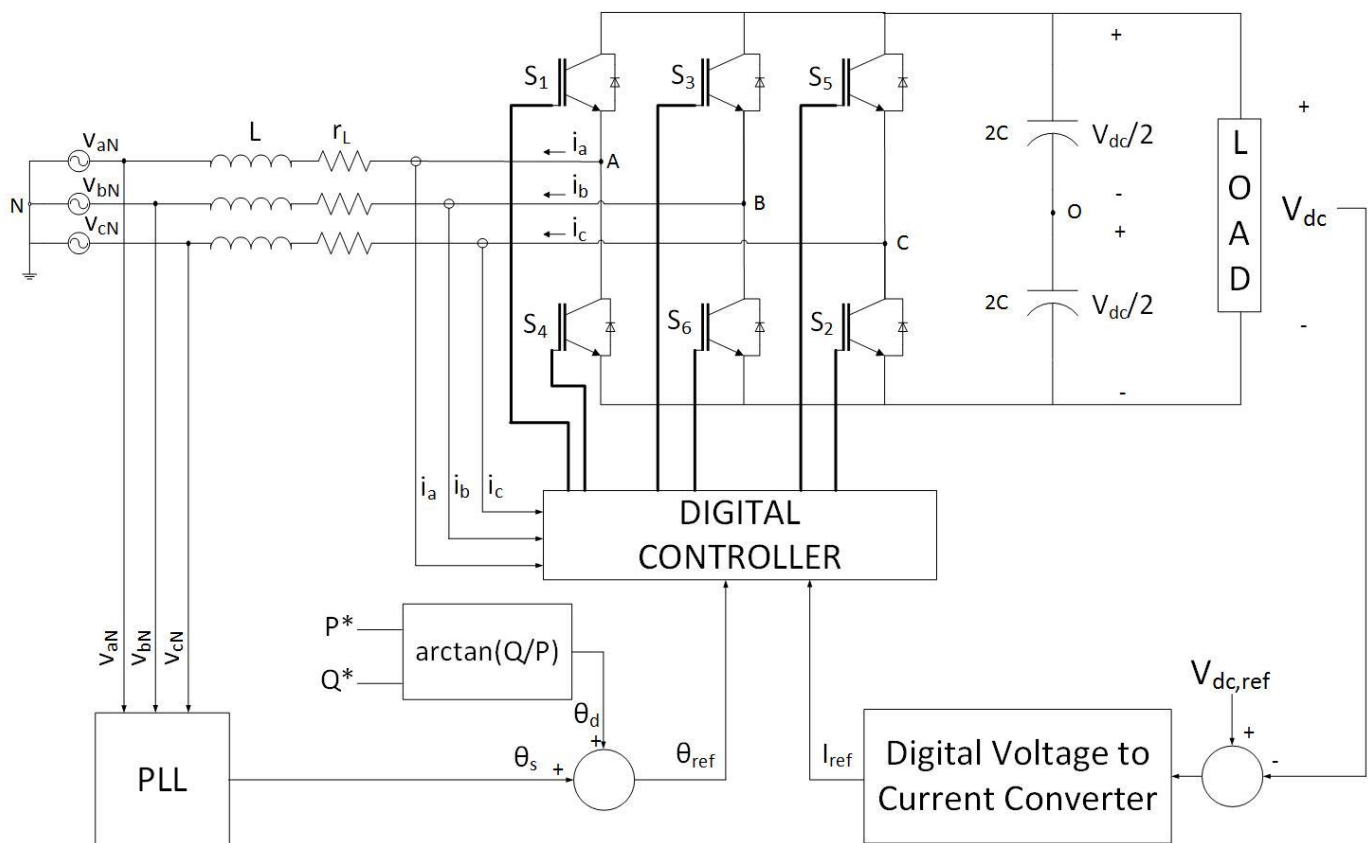 S1
S3
S5
vaN
L
rL
ia
A
2C
Vdc/2
+
-
+
-
LOAD
Vdc
N
vbN
ib
B
O
vcN
ic
C
+
-
S4
S6
S2
2C
Vdc/2
ia
ib
ic
DIGITAL
CONTROLLER
P*
Q*
arctan(Q/P)
vaN
vbN
vcN
θd
+
θs
+
θref
Iref
Vdc,ref
+
-
PLL
Digital Voltage to
Current Converter